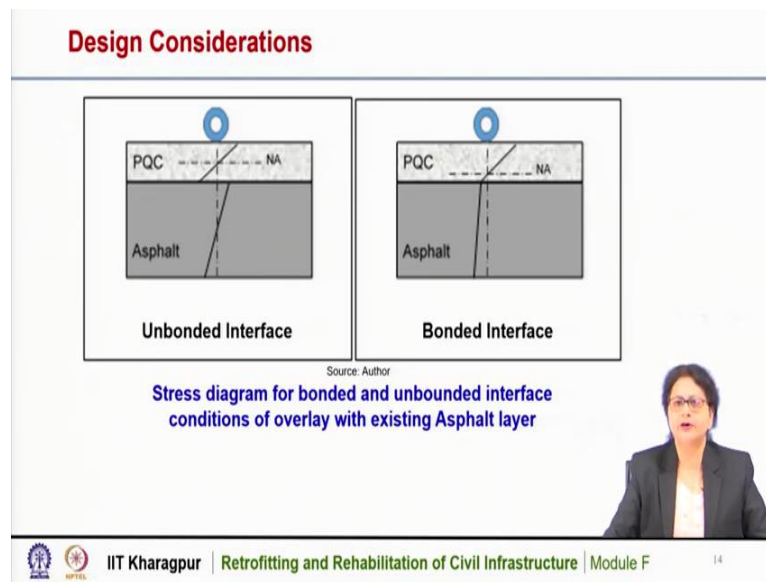 Design Considerations
PQC
NA
Asphalt
Unbonded Interface
PQC
NA
Asphalt
Bonded Interface
Source: Author
Stress diagram for bonded and unbounded interface
conditions of overlay with existing Asphalt layer
NPTEL
IIT Kharagpur | Retrofitting and Rehabilitation of Civil Infrastructure | Module F
14